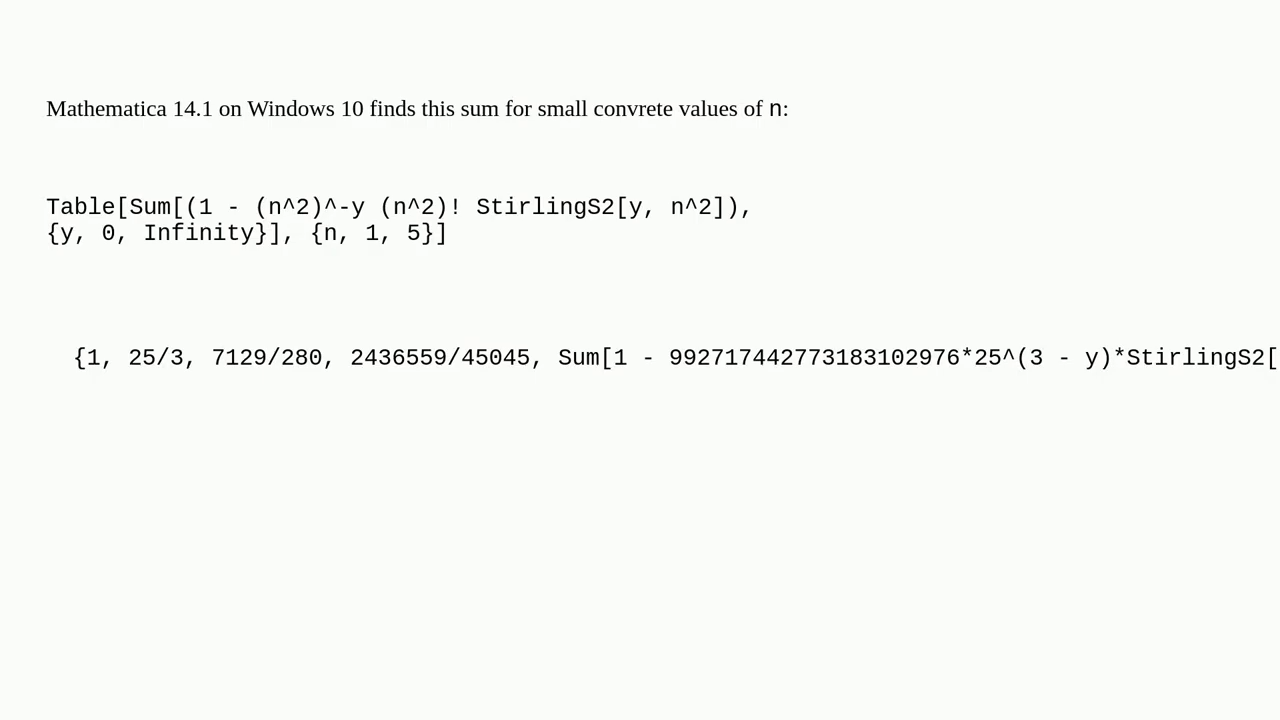 Mathematica 14.1 on Windows 10 finds this sum for small convrete values of n:
Table[Sum[(1 - (n^2)^-y (n^2)! StirlingS2[y, n^2]),
{y, 0, Infinity}], {n, 1, 5}]
{1, 25/3, 7129/280, 2436559/45045, Sum[1 - 992717442773183102976*25^(3 - y)*StirlingS2[